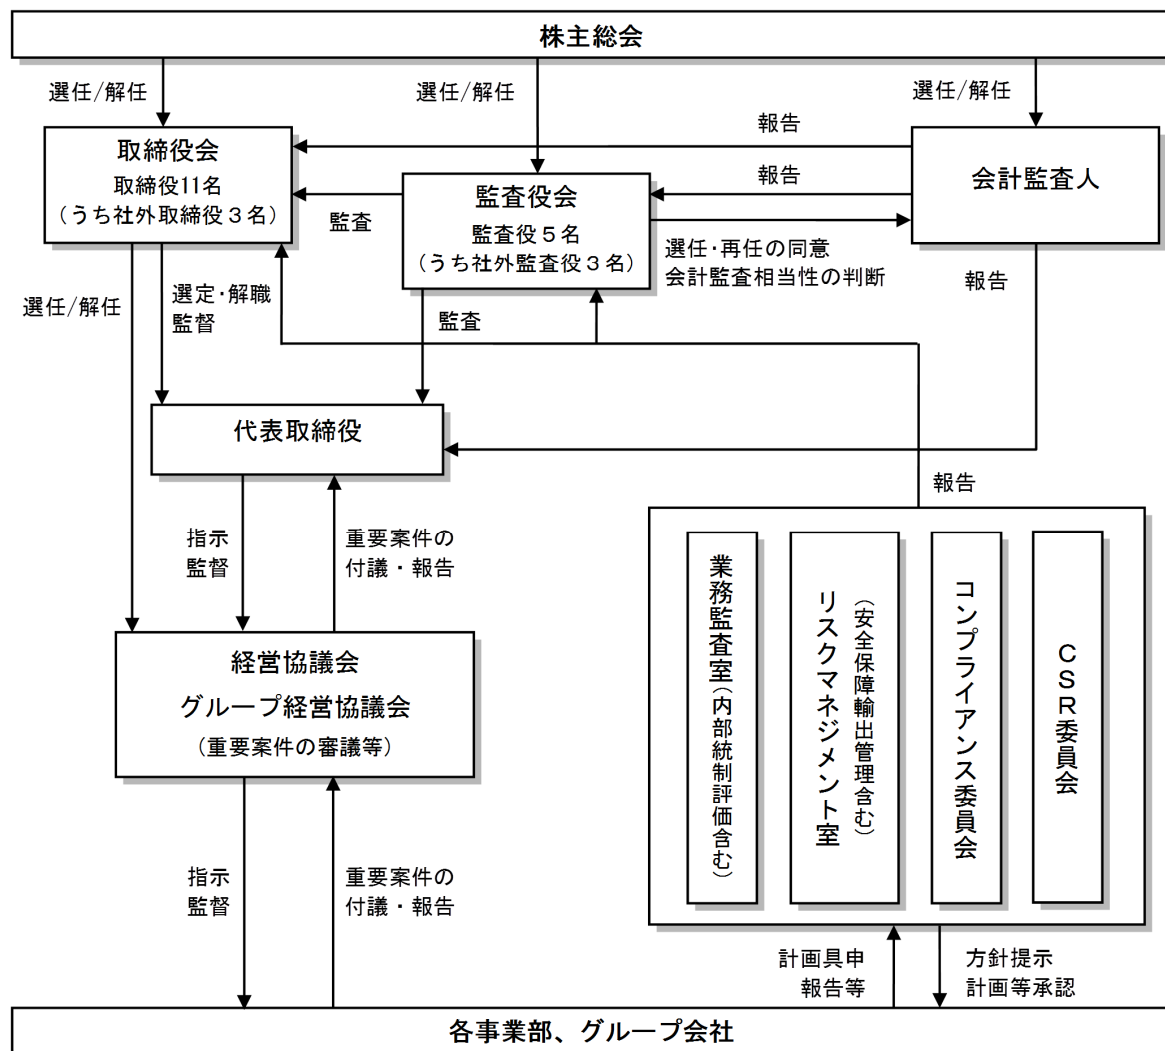 株主総会
選任/解任
選任/解任
選任/解任
取締役会
取締役11名
(うち社外取締役３名)
監査役会
監査役５名
(うち社外監査役３名)
会計監査人
報告
報告
監査
選任・再任の同意
会計監査相当性の判断
報告
選任/解任
選定・解職
監督
監査
代表取締役
報告
指示
監督
重要案件の
付議・報告
経営協議会
グループ経営協議会
(重要案件の審議等)
業務監査室(内部統制評価含む)
リスクマネジメント室
(安全保障輸出管理含む)
コンプライアンス委員会
CSR委員会
指示
監督
重要案件の
付議・報告
計画具申
報告等
方針提示
計画等承認
各事業部、グループ会社